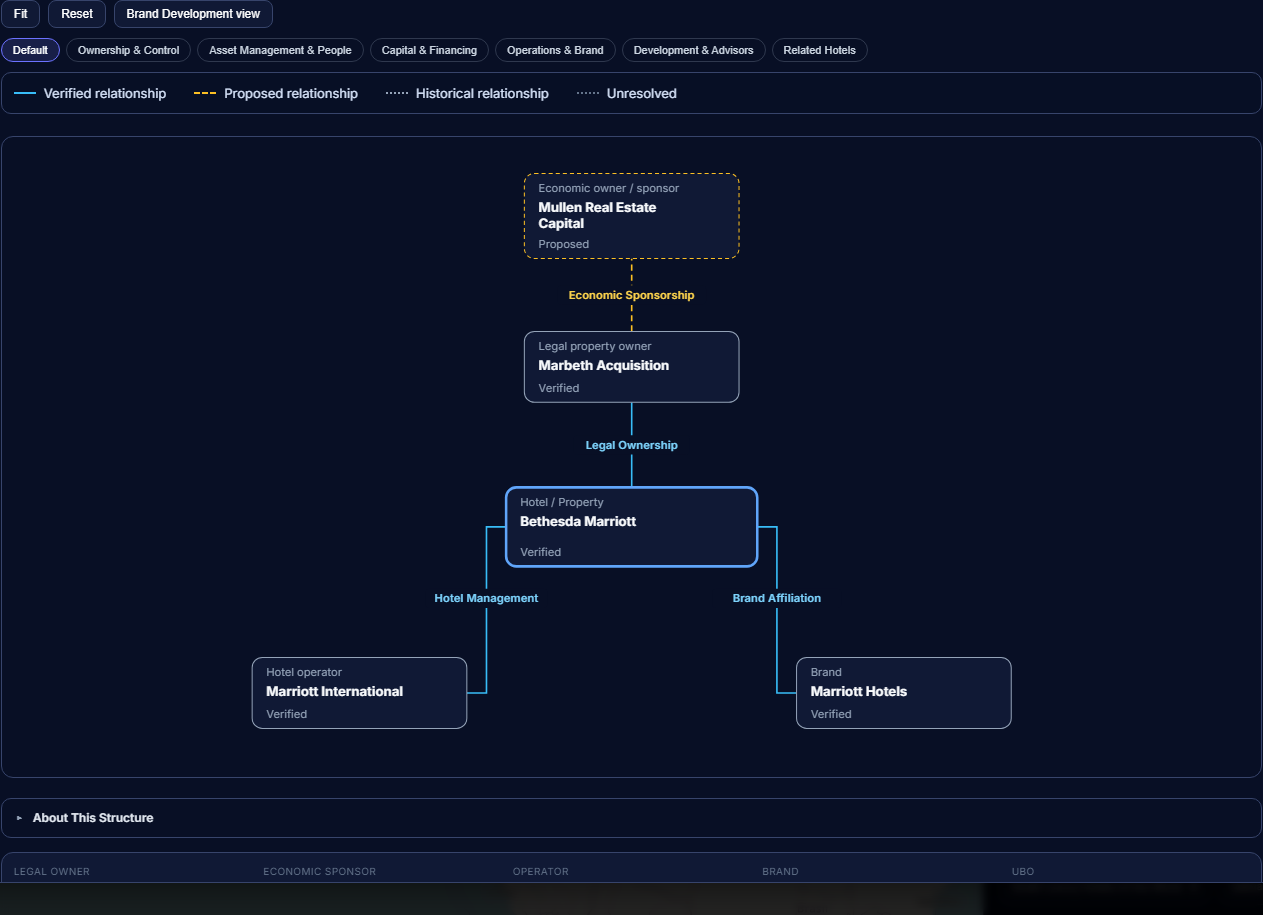 Fit Reset Brand Development view
Default Ownership & Control Asset Management & People Capital & Financing Operations & Brand Development & Advisors Related Hotels
Verified relationship Proposed relationship Historical relationship Unresolved
Economic owner / sponsor
Mullen Real Estate
Capital
Proposed
Economic Sponsorship
Legal property owner
Marbeth Acquisition
Verified
Legal Ownership
Hotel / Property
Bethesda Marriott
Verified
Hotel Management Brand Affiliation
Hotel operator
Marriott International
Verified
Brand
Marriott Hotels
Verified
About This Structure
LEGAL OWNER ECONOMIC SPONSOR OPERATOR BRAND UBO